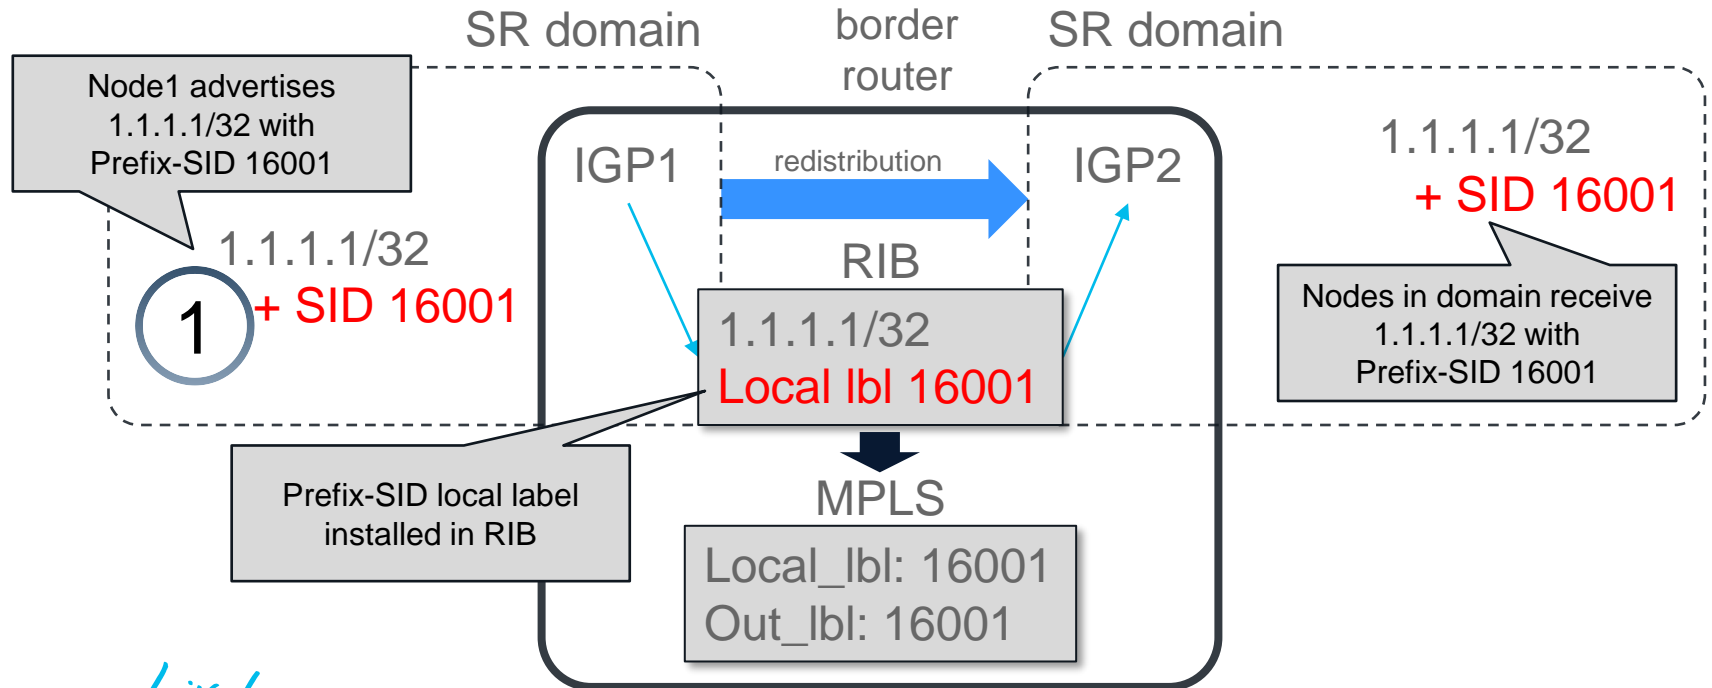 SR domain
border
router
SR domain
Node1 advertises
1.1.1.1/32 with
Prefix-SID 16001
IGP1
redistribution
IGP2
1.1.1.1/32
+ SID 16001
1.1.1.1/32
+ SID 16001
1
RIB
1.1.1.1/32
Local lbl 16001
Nodes in domain receive
1.1.1.1/32 with
Prefix-SID 16001
Prefix-SID local label
installed in RIB
MPLS
Local_lbl: 16001
Out_lbl: 16001